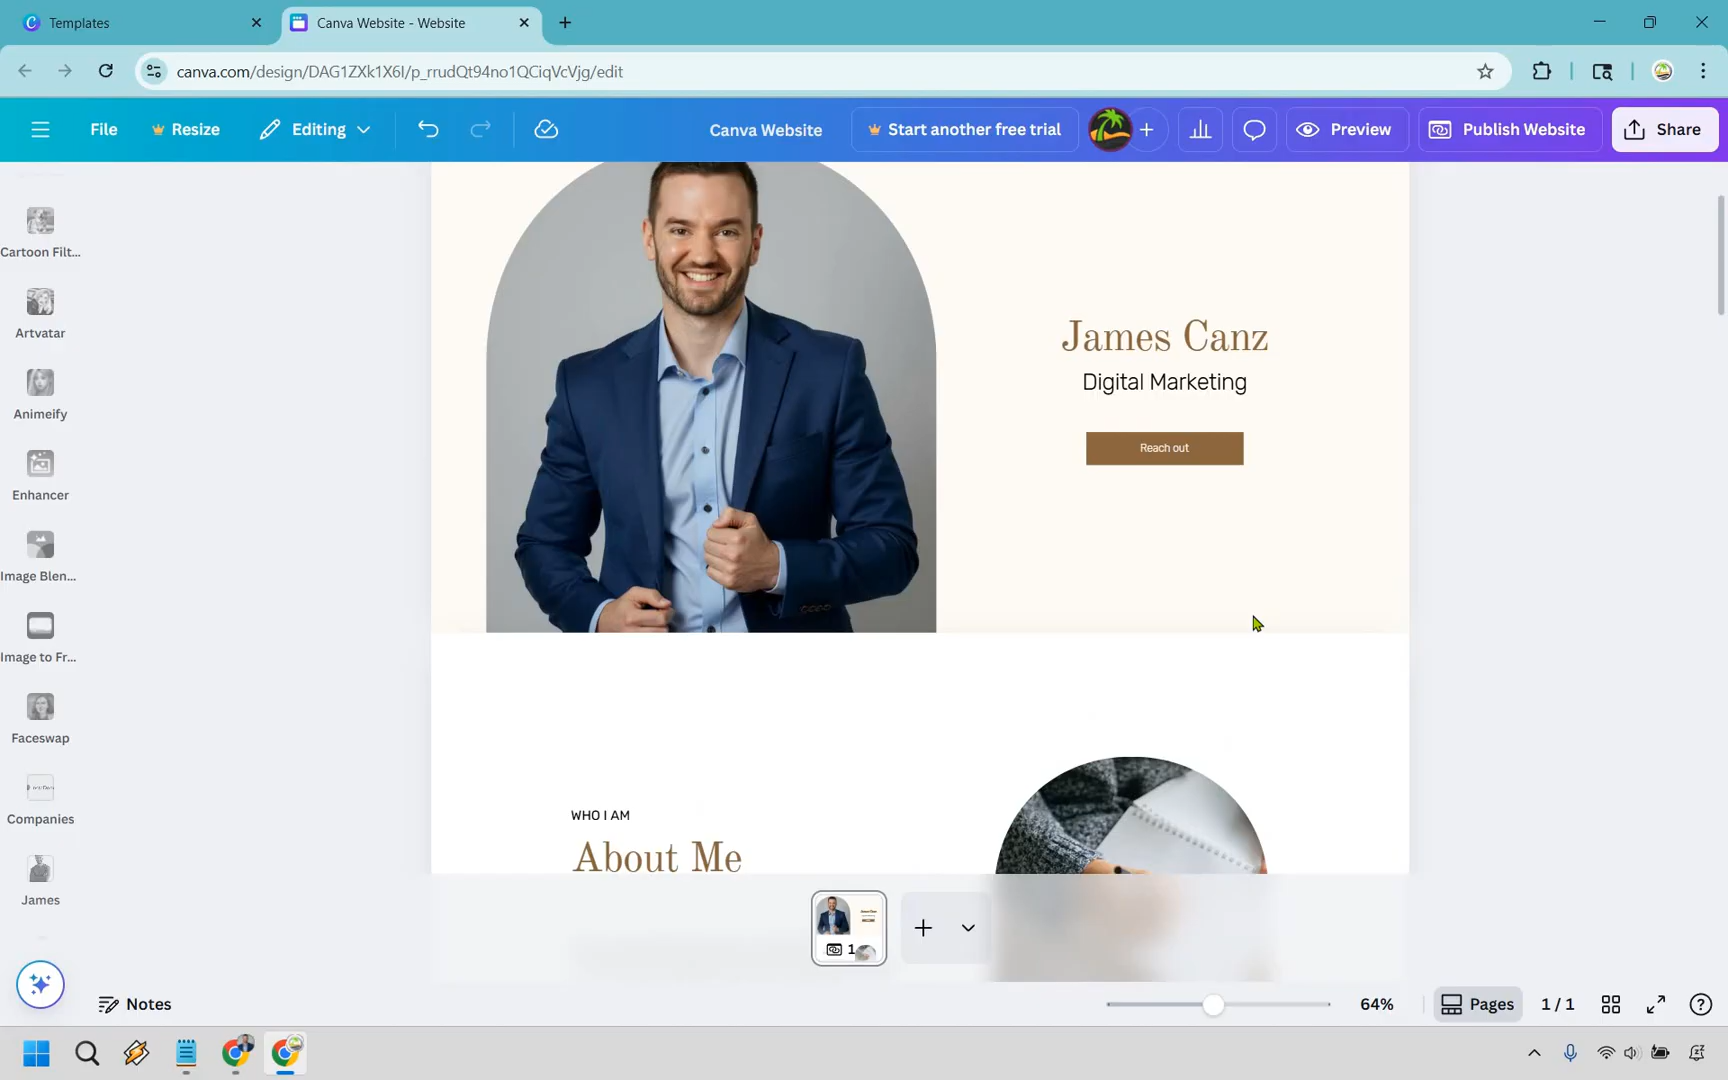 Templates
Canva Website - Website
canva.com/design/DAG1ZXk1X6I/p_rrudQt94no1QCiqVcVjg/edit
File
Resize
Editing
Canva Website
Start another free trial
Preview
Publish Website
Share
Cartoon Filt...
Artvatar
Animeify
Enhancer
Image Blen...
Image to Fr...
Faceswap
Companies
James
James Canz
Digital Marketing
Reach out
WHO I AM
About Me
1
Notes
64%
Pages
1 / 1